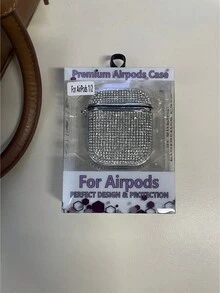 Premium Airpods Case
For AirPods 1/2
For Airpods
PERFECT DESIGN & PROTECTION